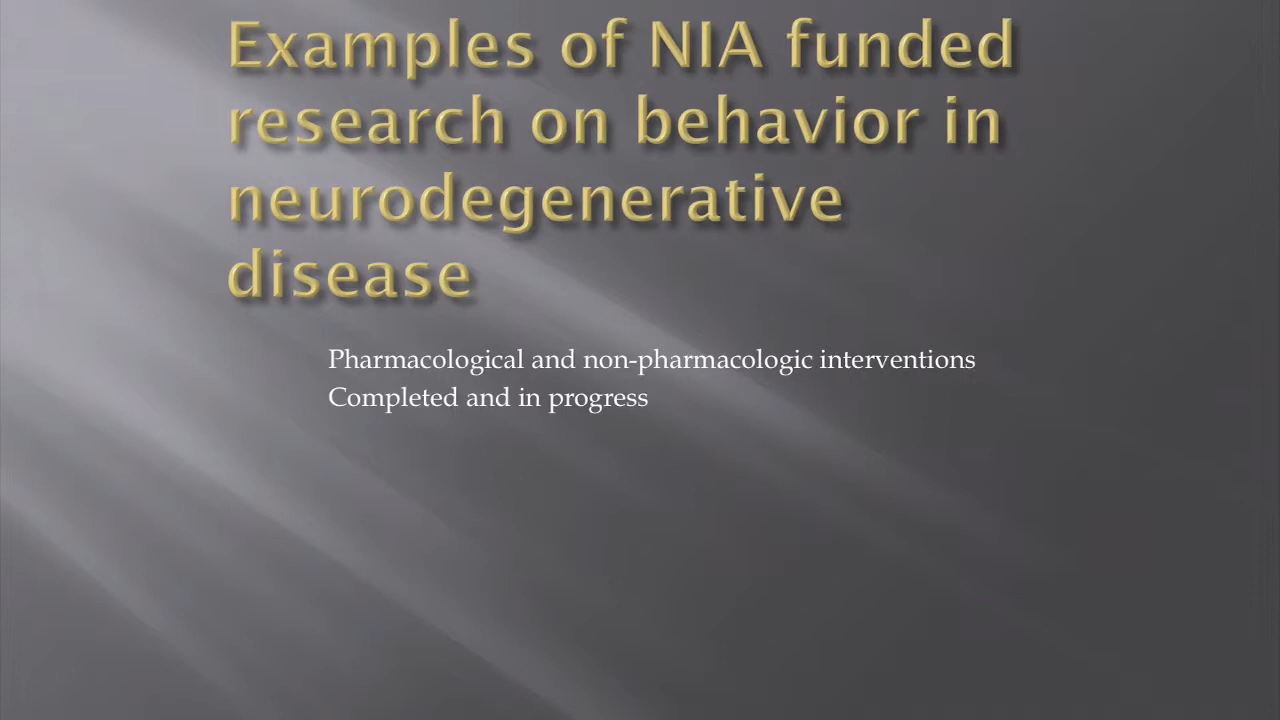 Examples of NIA funded
research on behavior in
neurodegenerative
disease
Pharmacological and non-pharmacologic interventions
Completed and in progress